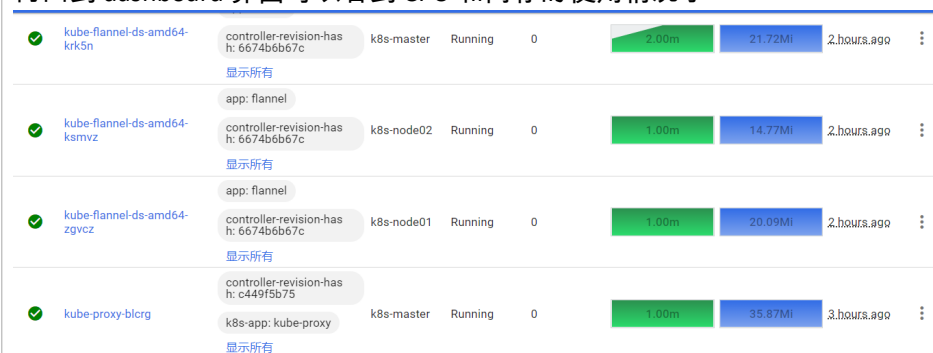 kube-flannel-ds-amd64-
krk5n
controller-revision-has
h: 6674b6b67c
显示所有
k8s-master
Running
0
2.00m
21.72Mi
2 hours ago
app: flannel
kube-flannel-ds-amd64-
ksmvz
controller-revision-has
h: 6674b6b67c
显示所有
k8s-node02
Running
0
1.00m
14.77Mi
2 hours ago
app: flannel
kube-flannel-ds-amd64-
zgvcz
controller-revision-has
h: 6674b6b67c
显示所有
k8s-node01
Running
0
1.00m
20.09Mi
2 hours ago
kube-proxy-blcrg
controller-revision-has
h: c449f5b75
k8s-app: kube-proxy
显示所有
k8s-master
Running
0
1.00m
35.87Mi
3 hours ago